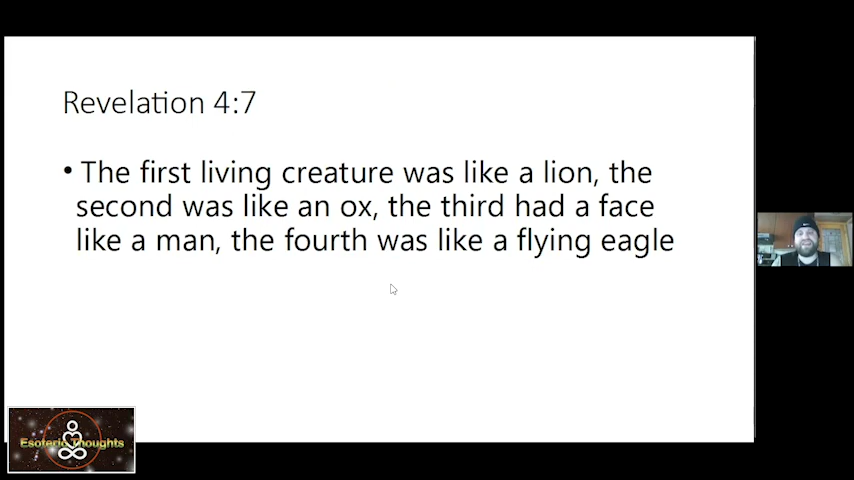 Revelation 4:7
• The first living creature was like a lion, the
second was like an ox, the third had a face
like a man, the fourth was like a flying eagle
Esoteric Thoughts